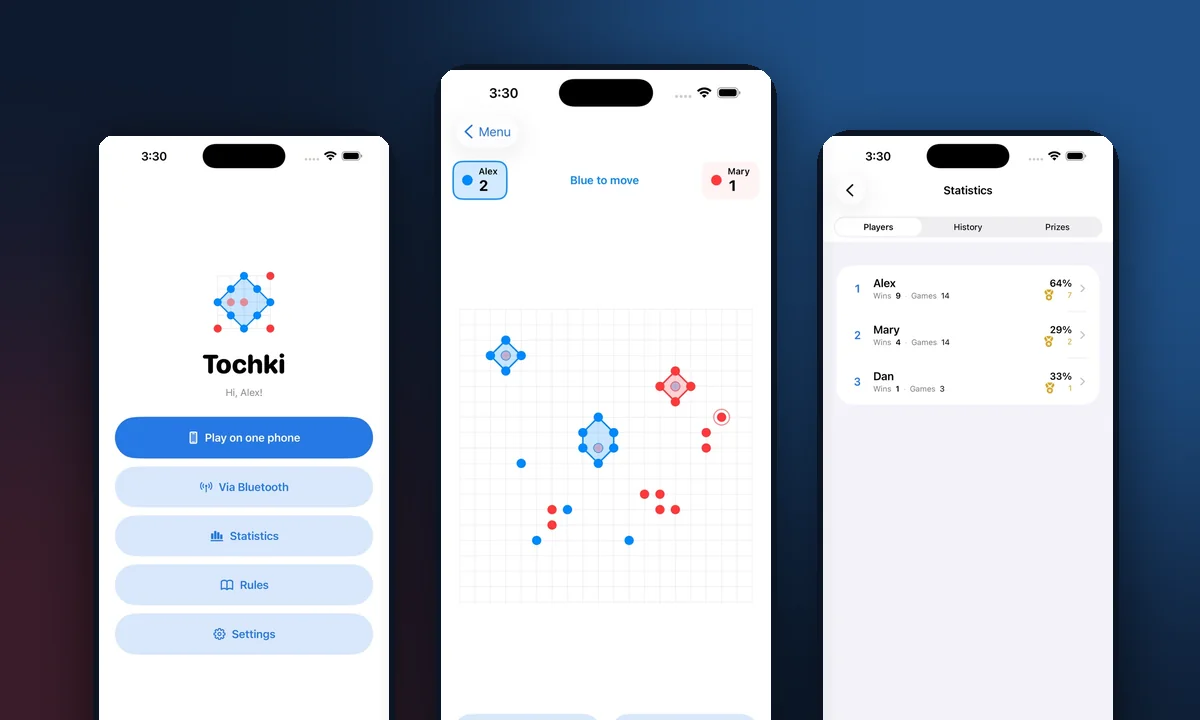 3:30
Tochki
Hi, Alex!
Play on one phone
Via Bluetooth
Statistics
Rules
Settings
3:30
Menu
Alex
2
Blue to move
Mary
1
3:30
Statistics
Players History Prizes
1 Alex 64%
Wins 9 · Games 14 7
2 Mary 29%
Wins 4 · Games 14 2
3 Dan 33%
Wins 1 · Games 3 1